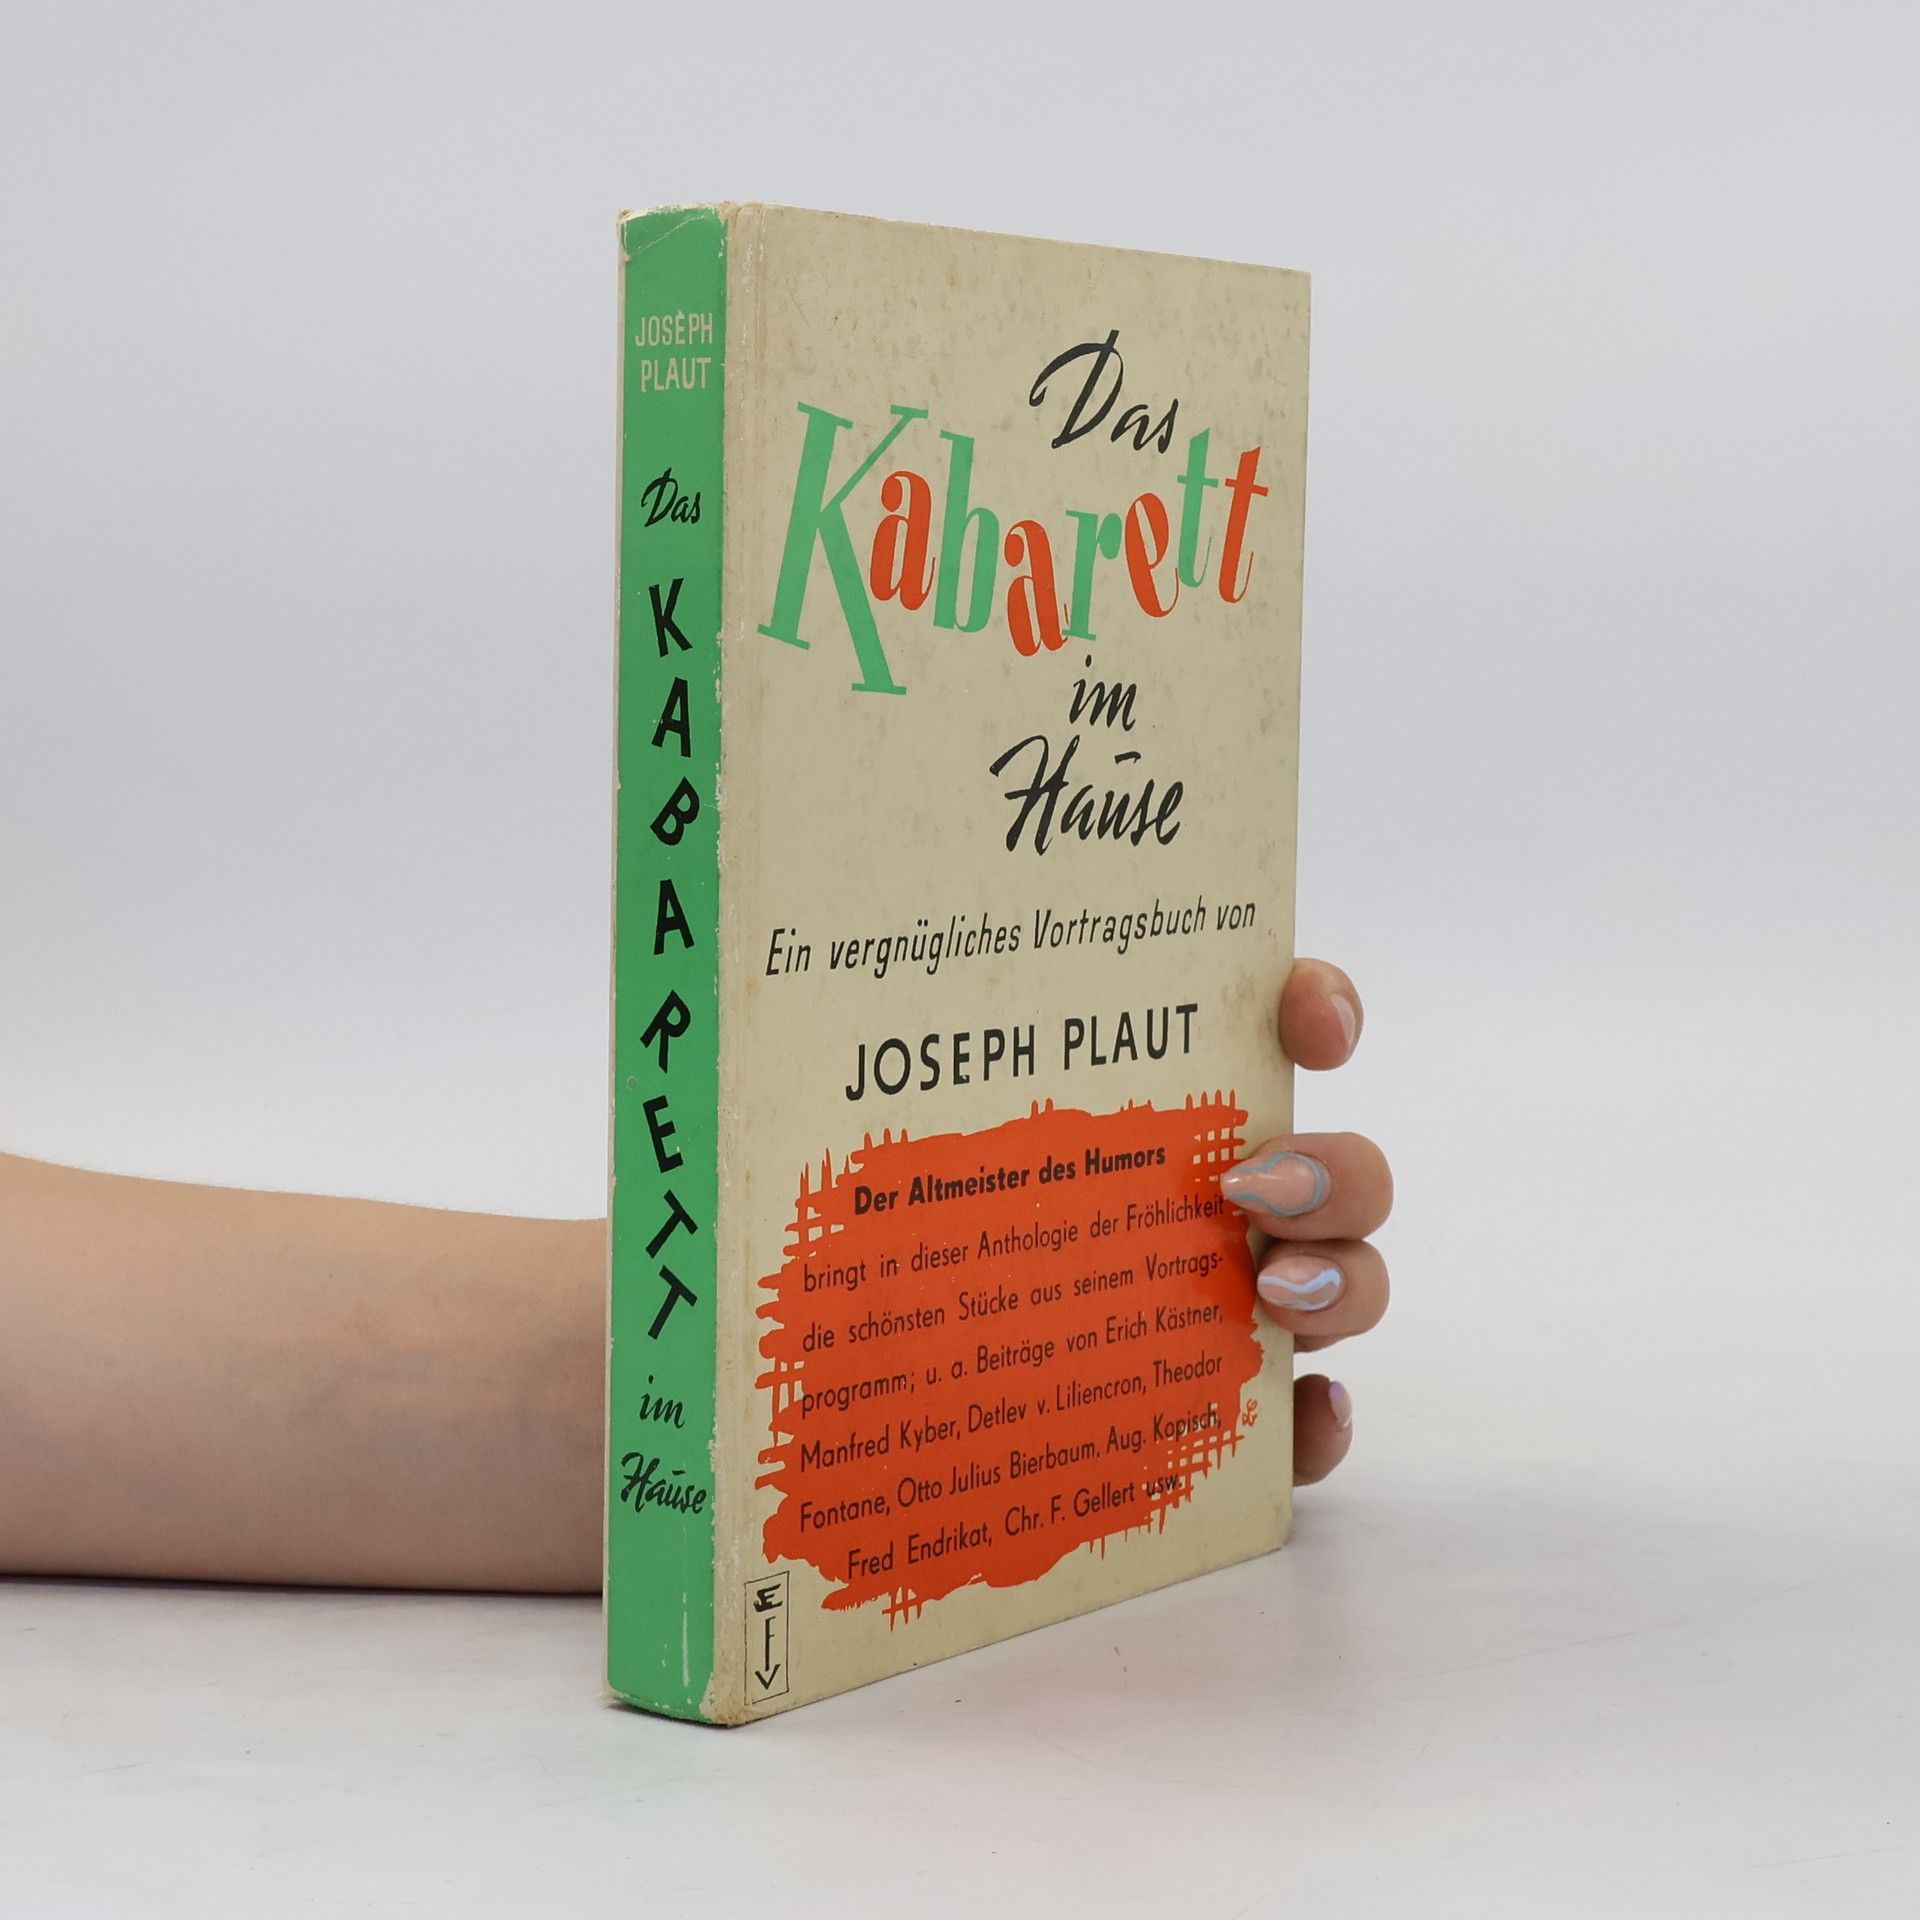 JOSEPH
PLAUT
Das
KABARETT
im
Hause
Das
Kabarett
im
Hause
Ein vergnügliches Vortragsbuch von
JOSEPH PLAUT
Der Altmeister des Humors
bringt in dieser Anthologie der Fröhlichkeit
die schönsten Stücke aus seinem Vortrags-
programm; u. a. Beiträge von Erich Kästner,
Manfred Kyber, Detlev v. Liliencron, Theodor
Fontane, Otto Julius Bierbaum, Aug. Kopisch,
Fred Endrikat, Chr. F. Gellert usw.